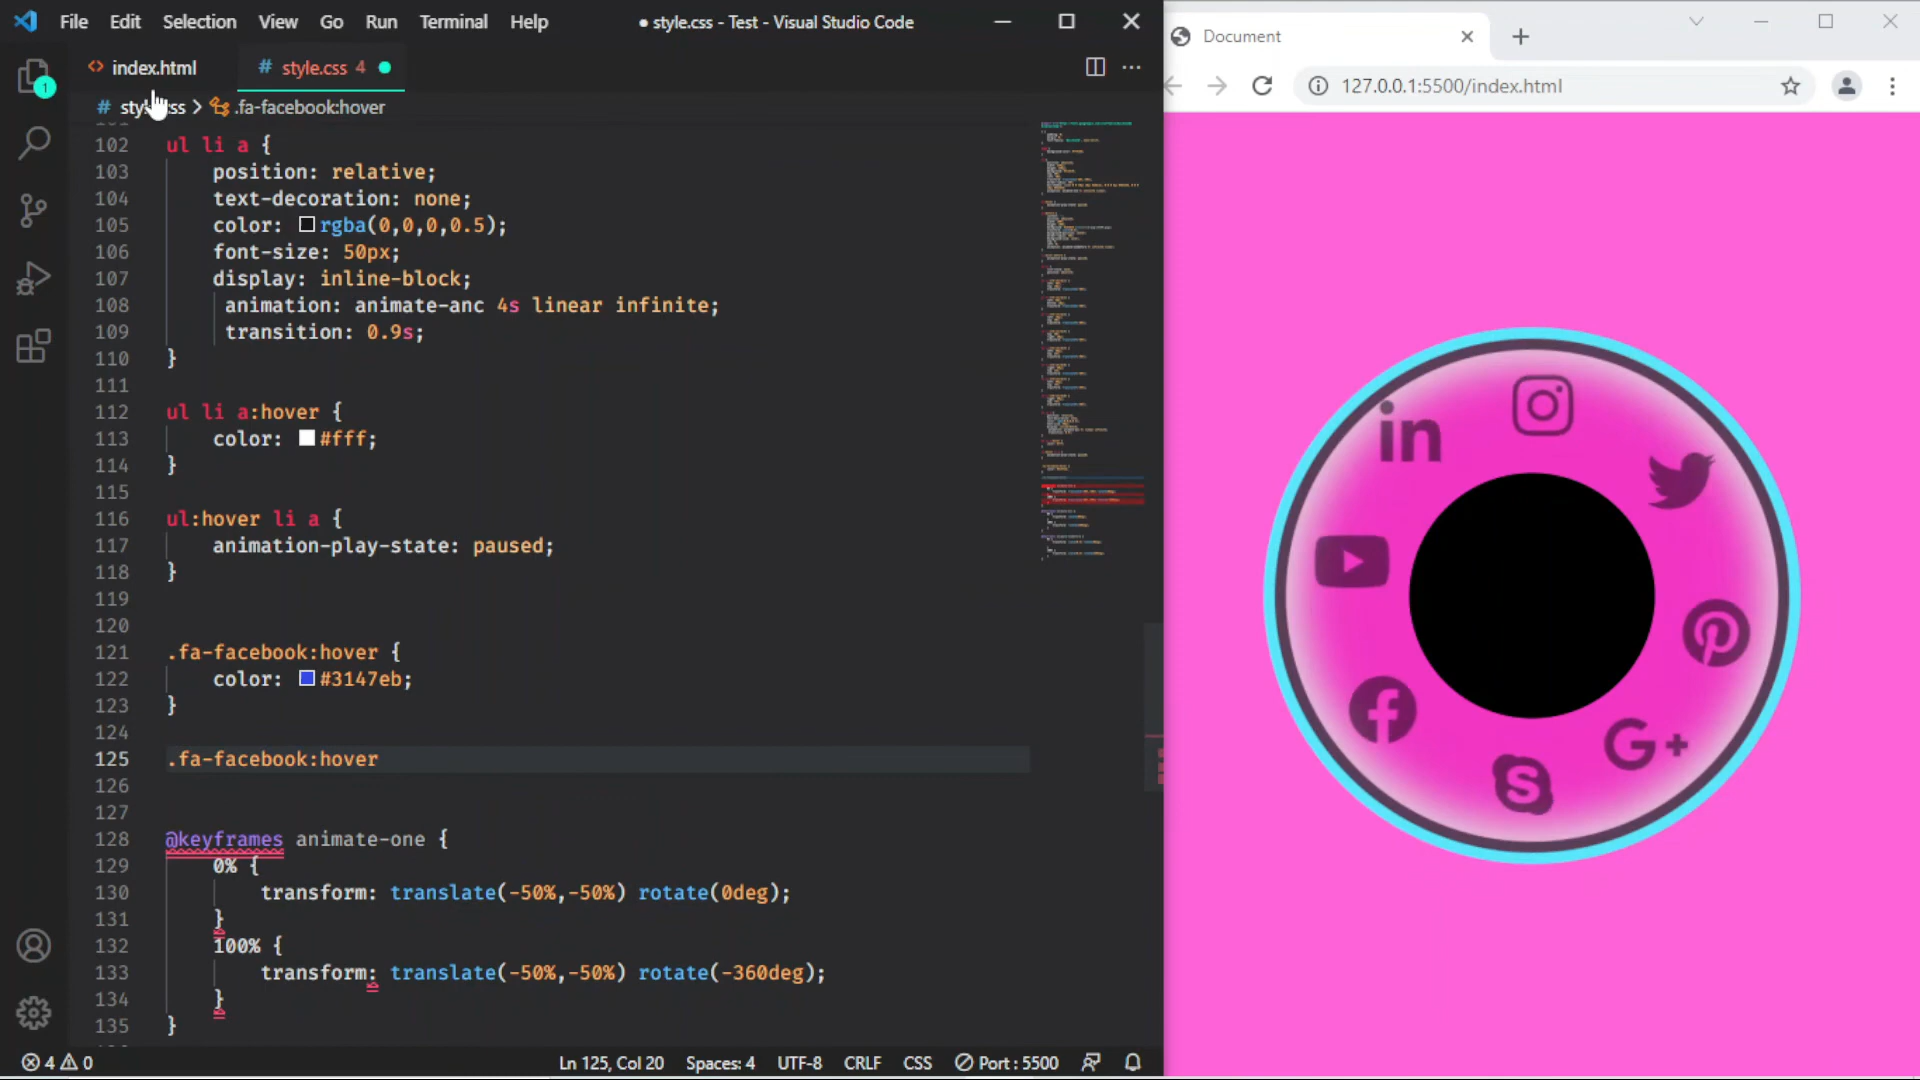 File Edit Selection View Go Run Terminal Help ● style.css - Test - Visual Studio Code
Document
<> index.html # style.css 4
127.0.0.1:5500/index.html
# style.css > .fa-facebook:hover
1
102 ul li a {
103 position: relative;
104 text-decoration: none;
105 color: rgba(0,0,0,0.5);
106 font-size: 50px;
107 display: inline-block;
108 animation: animate-anc 4s linear infinite;
109 transition: 0.9s;
110 }
111
112 ul li a:hover {
113 color: #fff;
114 }
115
116 ul:hover li a {
117 animation-play-state: paused;
118 }
119
120
121 .fa-facebook:hover {
122 color: #3147eb;
123 }
124
125 .fa-facebook:hover
126
127
128 @keyframes animate-one {
129 0% {
130 transform: translate(-50%,-50%) rotate(0deg);
131 }
132 100% {
133 transform: translate(-50%,-50%) rotate(-360deg);
134 }
135 }
in
G+
4 0 Ln 125, Col 20 Spaces: 4 UTF-8 CRLF CSS Port : 5500